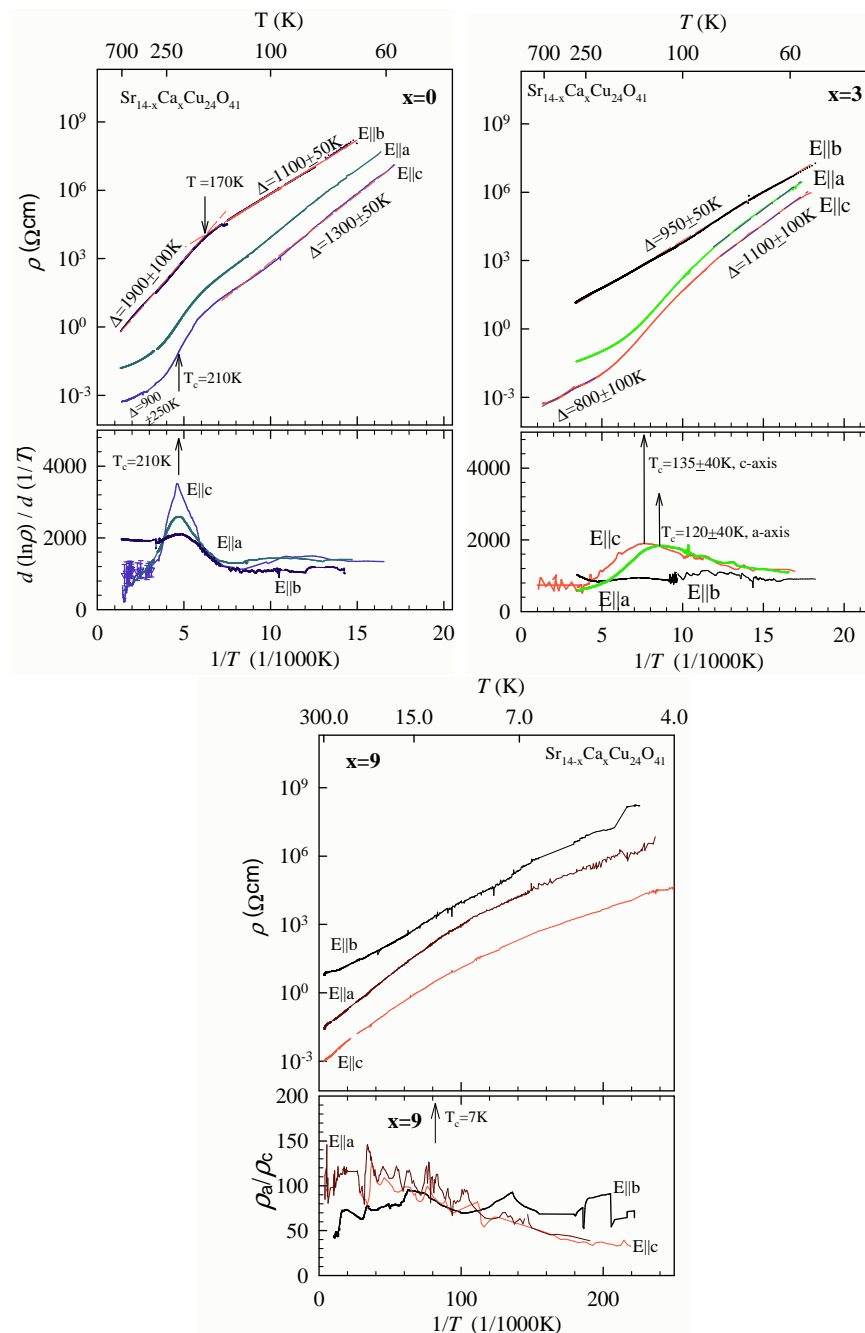 T (K)
700 250 100 60
Sr14-xCaxCu24O41
x=0
10^9
10^6
10^3
10^0
10^-3
ρ (Ωcm)
E||b
E||a
E||c
T =170K
Δ=1100±50K
Δ=1900±100K
Δ=1300±50K
Tc=210K
Δ=900
±250K
4000
2000
0
d (lnρ) / d (1/T)
Tc=210K
E||c
E||a
E||b
0 5 10 15 20
1/T (1/1000K)
T (K)
700 250 100 60
Sr14-xCaxCu24O41
x=3
10^9
10^6
10^3
10^0
10^-3
E||b
E||a
E||c
Δ=950±50K
Δ=1100±100K
Δ=800±100K
4000
2000
0
Tc=135±40K, c-axis
Tc=120±40K, a-axis
E||c
E||a
E||b
0 5 10 15 20
1/T (1/1000K)
T (K)
300.0 15.0 7.0 4.0
x=9
Sr14-xCaxCu24O41
10^9
10^6
10^3
10^0
10^-3
ρ (Ωcm)
E||b
E||a
E||c
200
150
100
50
0
ρa/ρc
x=9
Tc=7K
E||a
E||b
E||c
0 100 200
1/T (1/1000K)